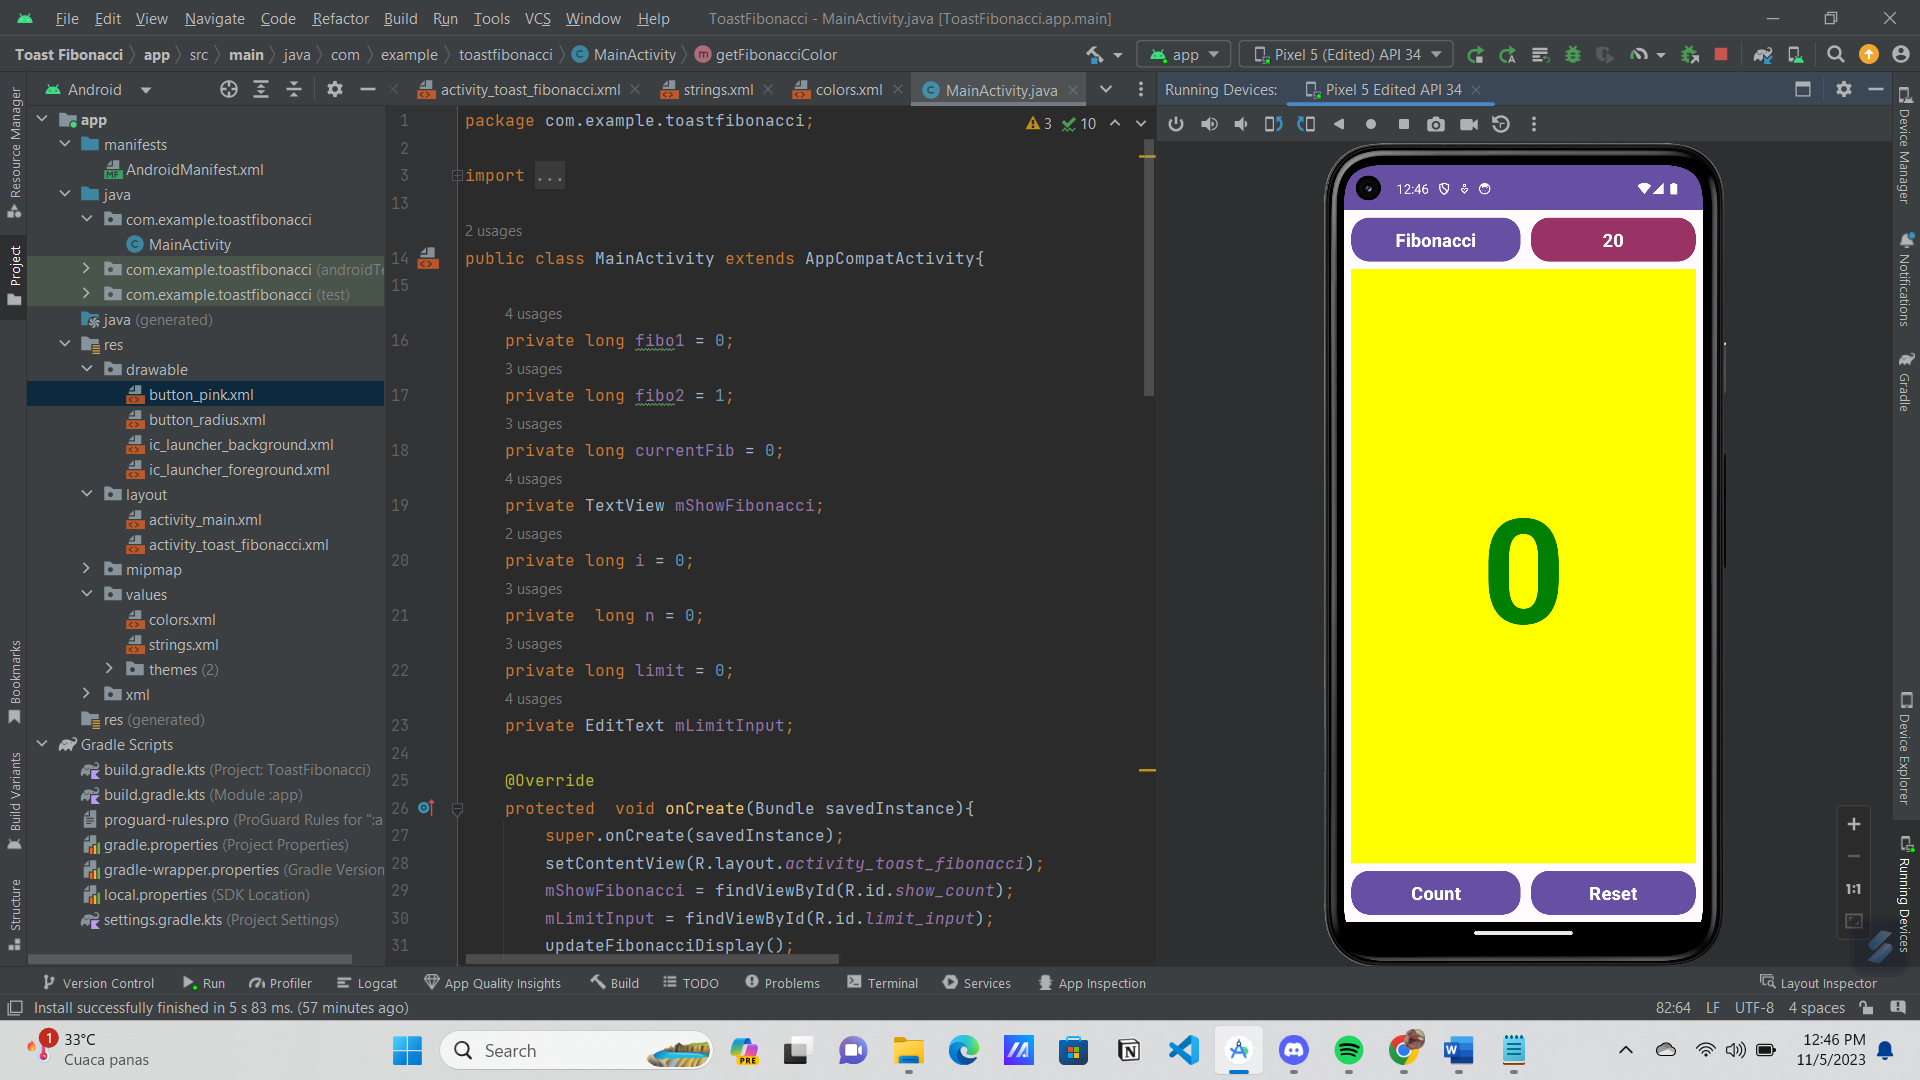 File Edit View Navigate Code Refactor Build Run Tools VCS Window Help ToastFibonacci - MainActivity.java [ToastFibonacci.app.main]
Toast Fibonacci app src main java com example toastfibonacci MainActivity getFibonacciColor app Pixel 5 (Edited) API 34
Android activity_toast_fibonacci.xml strings.xml colors.xml MainActivity.java Running Devices: Pixel 5 Edited API 34
Resource Manager
Project
Bookmarks
Build Variants
Structure
app
manifests
AndroidManifest.xml
java
com.example.toastfibonacci
MainActivity
com.example.toastfibonacci (androidTe
com.example.toastfibonacci (test)
java (generated)
res
drawable
button_pink.xml
button_radius.xml
ic_launcher_background.xml
ic_launcher_foreground.xml
layout
activity_main.xml
activity_toast_fibonacci.xml
mipmap
values
colors.xml
strings.xml
themes (2)
xml
res (generated)
Gradle Scripts
build.gradle.kts (Project: ToastFibonacci)
build.gradle.kts (Module :app)
proguard-rules.pro (ProGuard Rules for ":a
gradle.properties (Project Properties)
gradle-wrapper.properties (Gradle Version
local.properties (SDK Location)
settings.gradle.kts (Project Settings)
3 10
1 package com.example.toastfibonacci;
2
3 import ...
13
2 usages
14 public class MainActivity extends AppCompatActivity{
15
4 usages
16 private long fibo1 = 0;
3 usages
17 private long fibo2 = 1;
3 usages
18 private long currentFib = 0;
4 usages
19 private TextView mShowFibonacci;
2 usages
20 private long i = 0;
3 usages
21 private  long n = 0;
3 usages
22 private long limit = 0;
4 usages
23 private EditText mLimitInput;
24
25 @Override
26 protected  void onCreate(Bundle savedInstance){
27 super.onCreate(savedInstance);
28 setContentView(R.layout.activity_toast_fibonacci);
29 mShowFibonacci = findViewById(R.id.show_count);
30 mLimitInput = findViewById(R.id.limit_input);
31 updateFibonacciDisplay();
12:46
Fibonacci 20
0
Count Reset
1:1
Device Manager
Notifications
Gradle
Device Explorer
Running Devices
Version Control Run Profiler Logcat App Quality Insights Build TODO Problems Terminal Services App Inspection Layout Inspector
Install successfully finished in 5 s 83 ms. (57 minutes ago) 82:64 LF UTF-8 4 spaces
1 33°C
Cuaca panas
Search
PRE
12:46 PM
11/5/2023